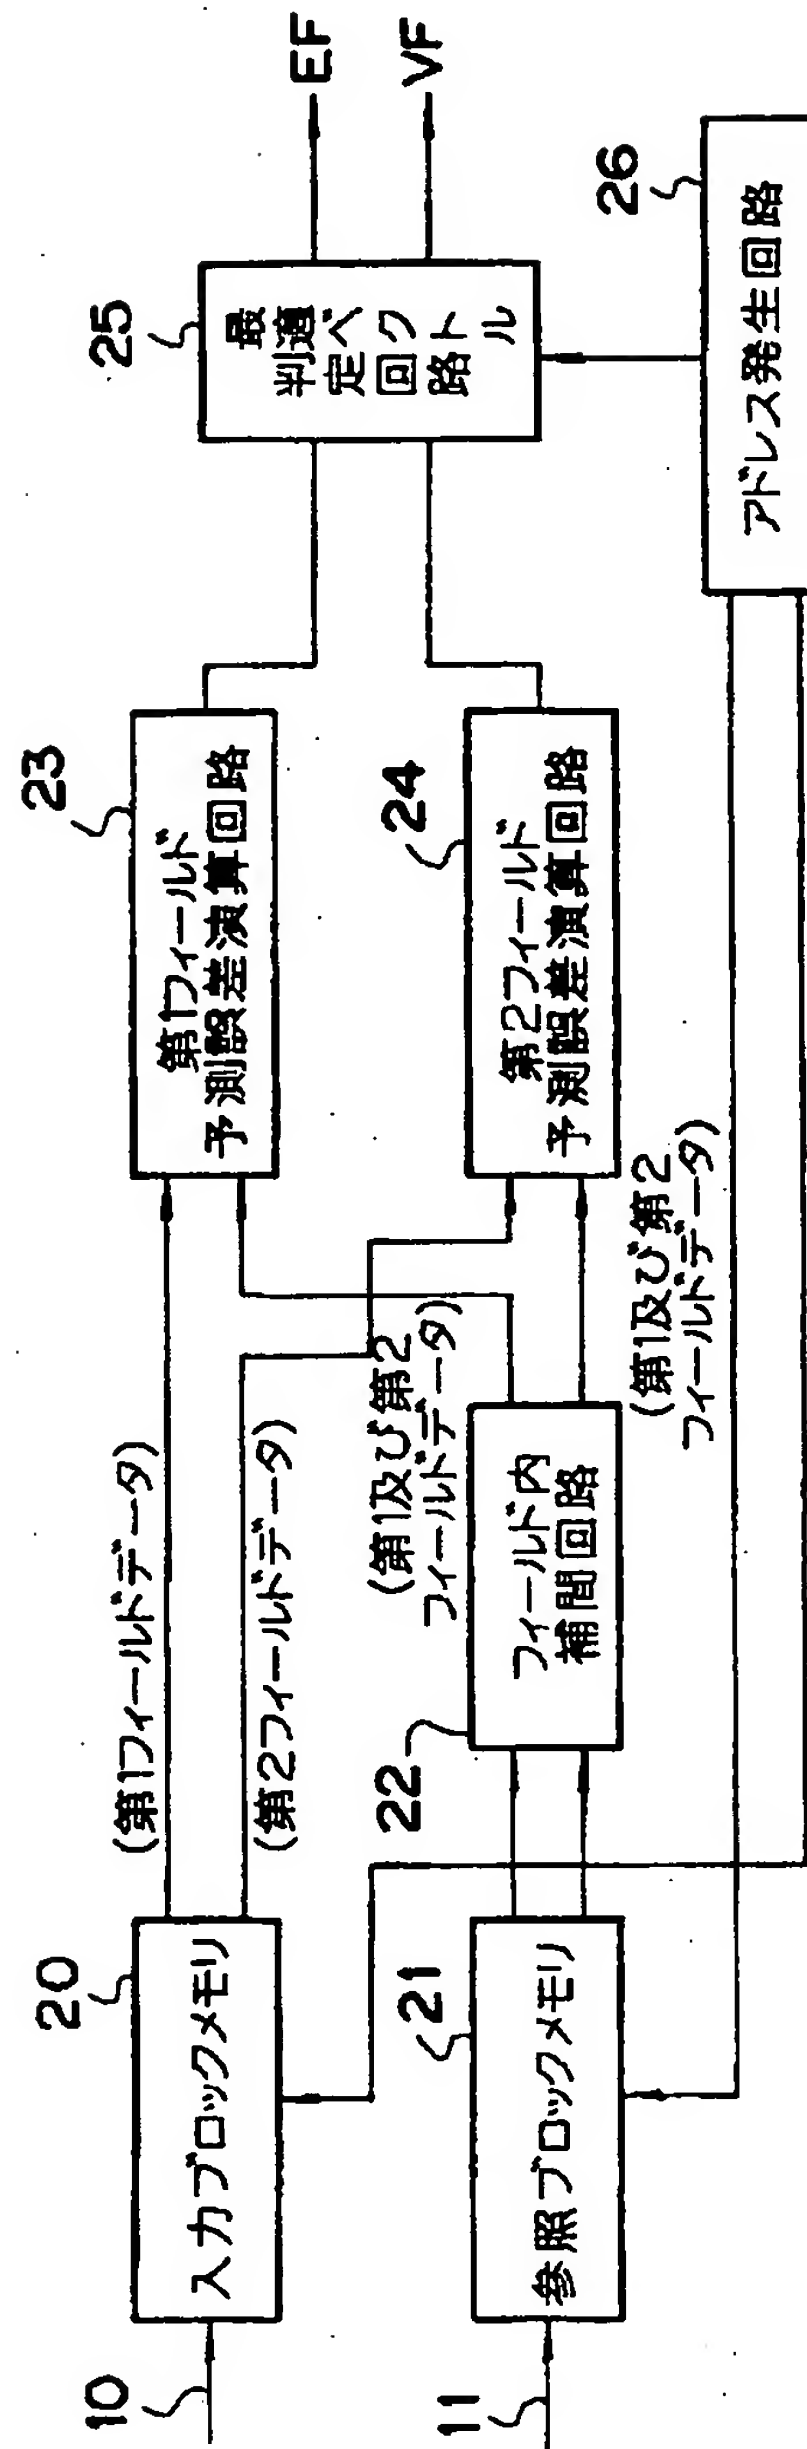 10
20
入力ブロックメモリ
(第1フィールドデータ)
(第2フィールドデータ)
23
第1フィールド
予測誤差演算回路
25
最適ベクトル
判定回路
EF
VF
11
21
参照ブロックメモリ
22
フィールド内
補間回路
(第1及び第2
フィールドデータ)
24
第2フィールド
予測誤差演算回路
(第1及び第2
フィールドデータ)
26
アドレス発生回路